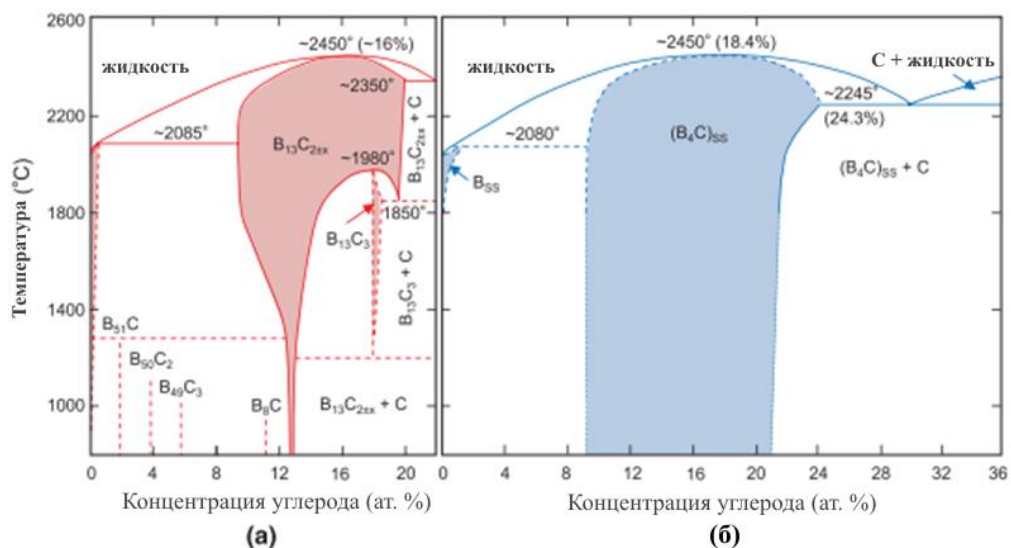 2600
2200
1800
1400
1000
Температура (°C)
жидкость
~2450° (~16%)
~2350°
~2085°
B₁₃C₂±x
B₁₃C₂±x + C
~1980°
1850°
B₁₃C₃
B₁₃C₃ + C
B₅₁C
B₅₀C₂
B₄₉C₃
B₈C
B₁₃C₂±x + C
0 4 8 12 16 20
Концентрация углерода (ат. %)
(а)
жидкость
~2450° (18.4%)
C + жидкость
~2245°
(24.3%)
~2080°
(B₄C)SS
BSS
(B₄C)SS + C
0 4 8 12 16 20 24 28 32 36
Концентрация углерода (ат. %)
(б)